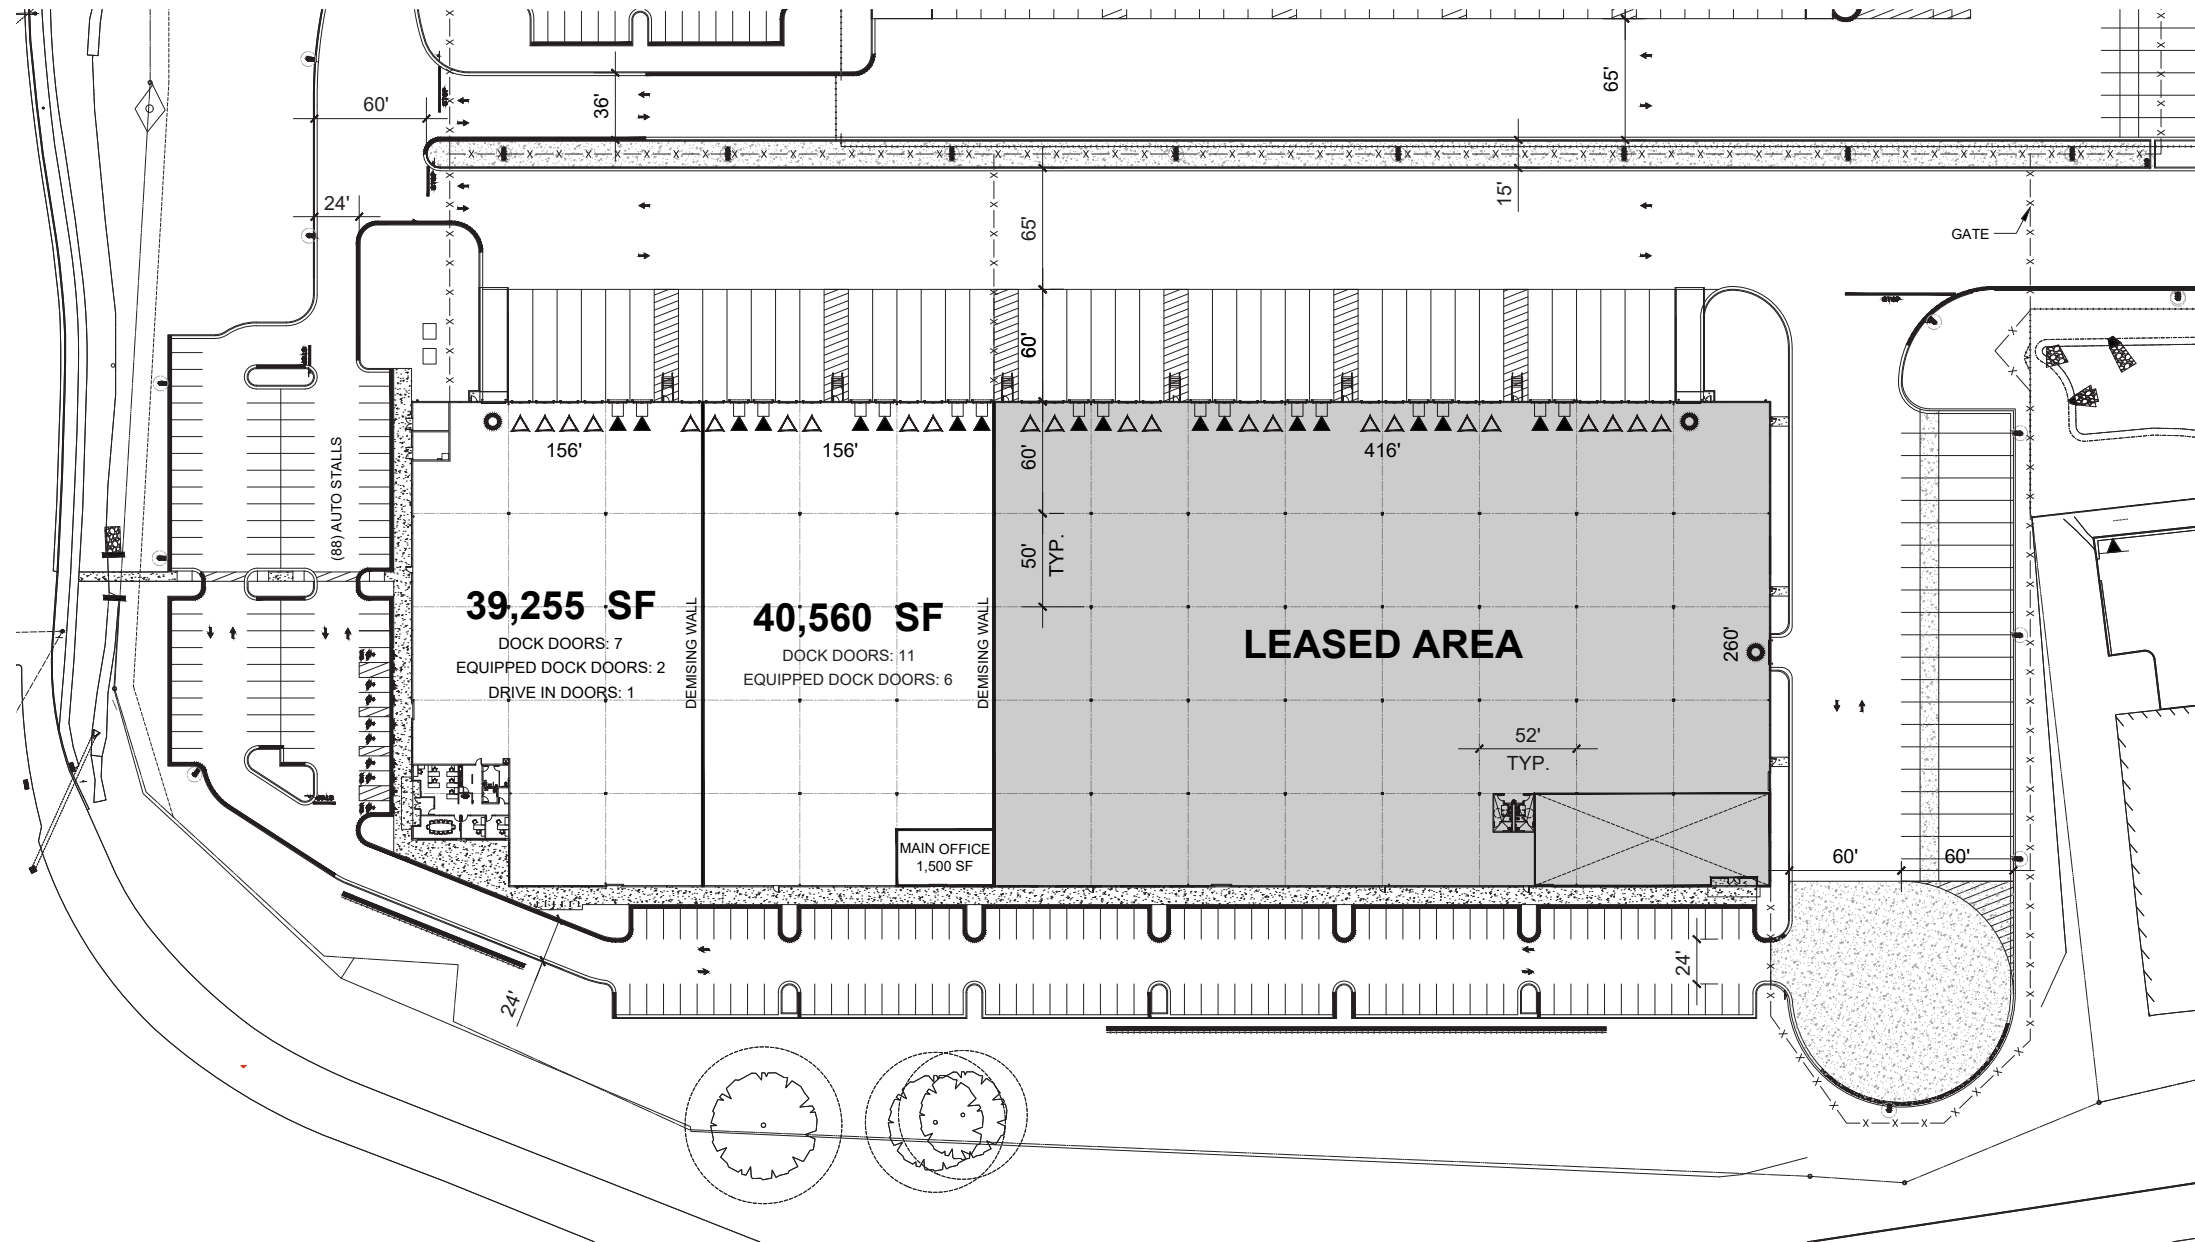 60'
36'
65'
24'
15'
65'
GATE
60'
(88) AUTO STALLS
156'
156'
60'
416'
50'
TYP.
39,255 SF
DOCK DOORS: 7
EQUIPPED DOCK DOORS: 2
DRIVE IN DOORS: 1
DEMISING WALL
40,560 SF
DOCK DOORS: 11
EQUIPPED DOCK DOORS: 6
DEMISING WALL
LEASED AREA
260'
52'
TYP.
MAIN OFFICE
1,500 SF
60'
60'
24'
24'